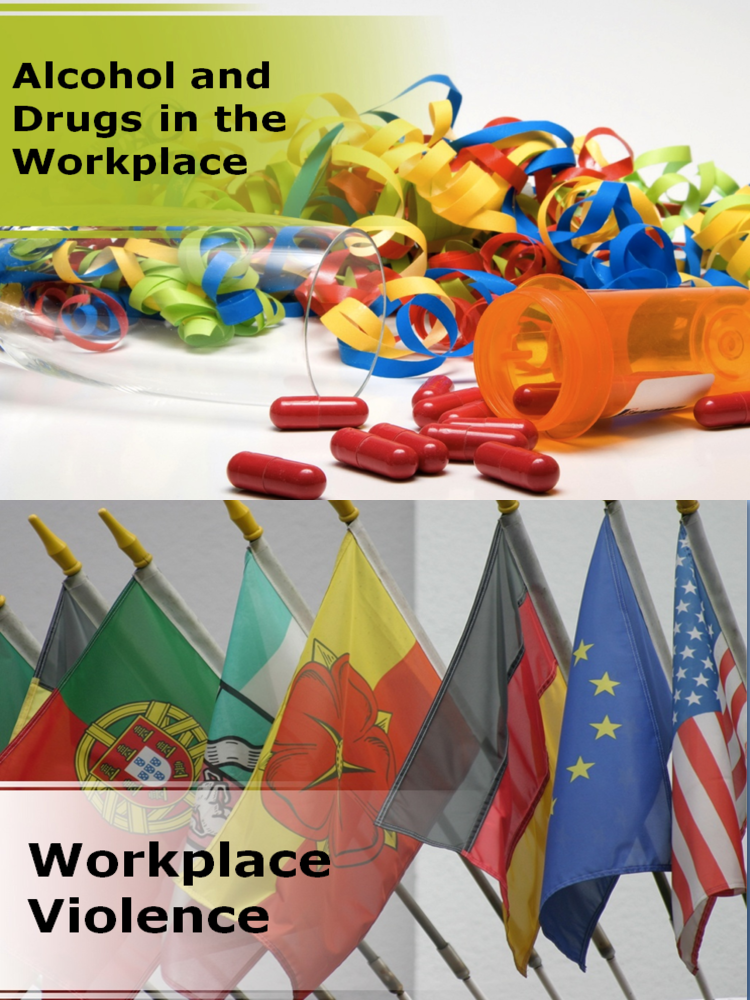 Alcohol and
Drugs in the
Workplace
Workplace
Violence